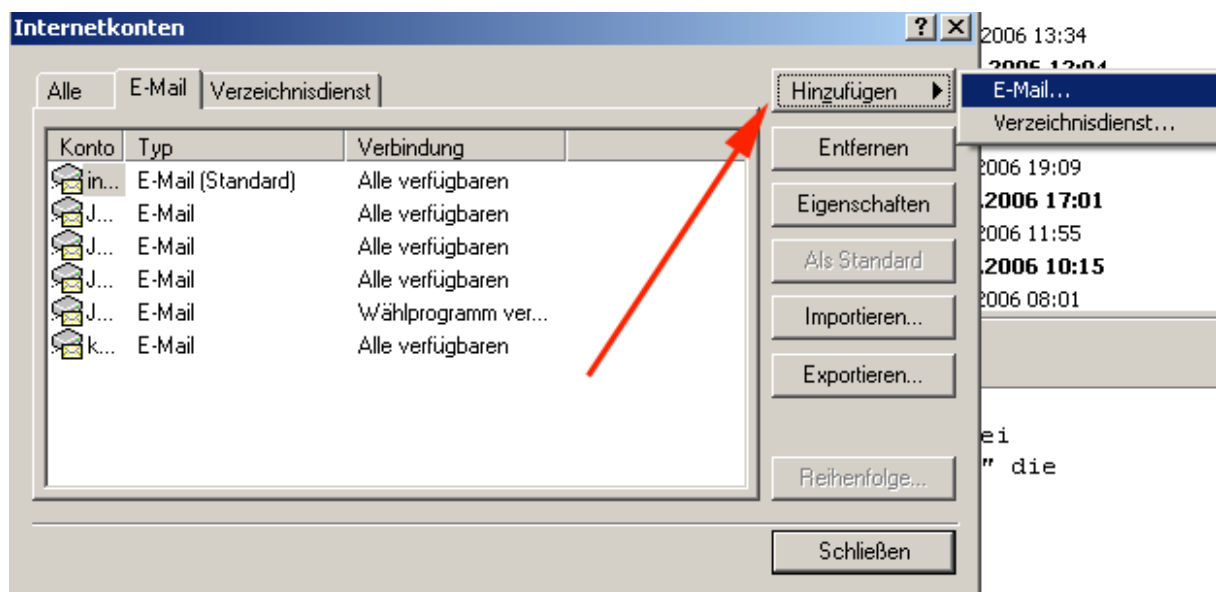 Internetkonten
Alle E-Mail Verzeichnisdienst
Konto Typ Verbindung
in... E-Mail (Standard) Alle verfügbaren
J... E-Mail Alle verfügbaren
J... E-Mail Alle verfügbaren
J... E-Mail Alle verfügbaren
J... E-Mail Wählprogramm ver...
k... E-Mail Alle verfügbaren
Hinzufügen
Entfernen
Eigenschaften
Als Standard
Importieren...
Exportieren...
Reihenfolge...
Schließen
E-Mail...
Verzeichnisdienst...
2006 13:34
2006 12:04
2006 19:09
.2006 17:01
2006 11:55
.2006 10:15
2006 08:01
ei
" die